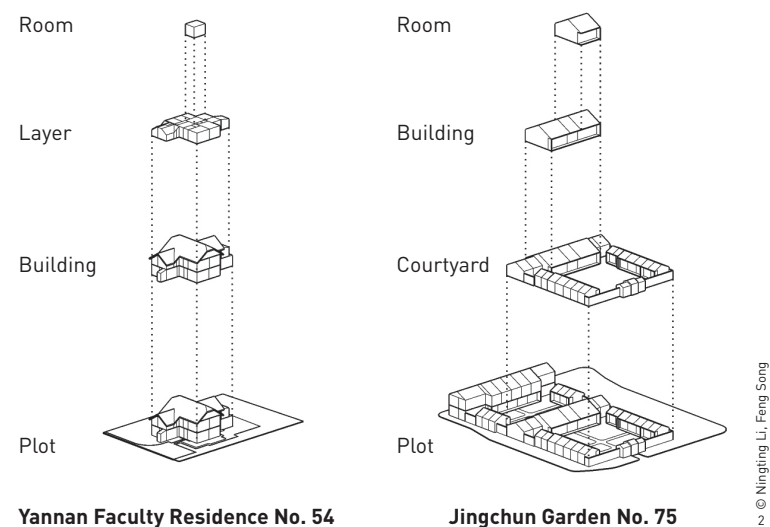 Room
Layer
Building
Plot
Yannan Faculty Residence No. 54
Room
Building
Courtyard
Plot
Jingchun Garden No. 75
2 © Ningting Li, Feng Song